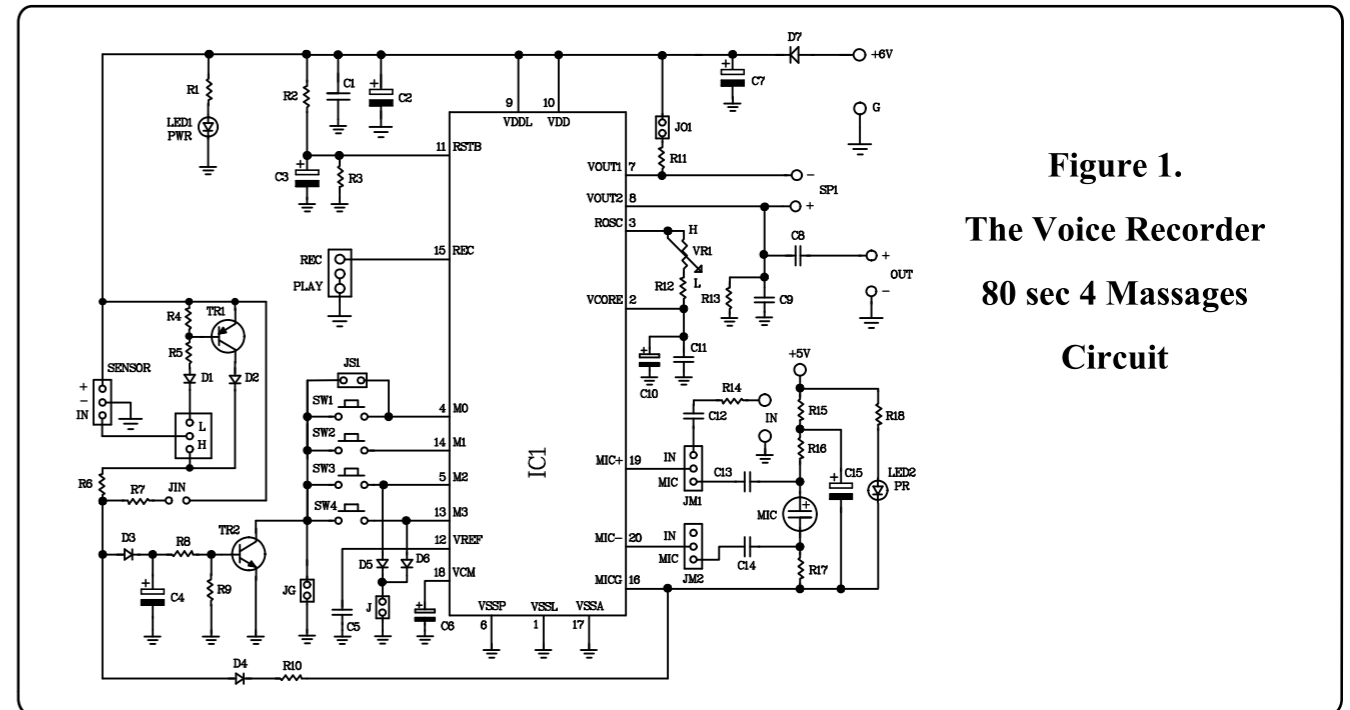 D7
+6V
R1
R2
C1
C2
C7
LED1
PWR
9
10
VDDL
VDD
JO1
G
11
RSTB
R11
C3
R3
VOUT1
7
-
SP1
VOUT2
8
+
ROSC
3
H
VR1
L
C8
+
OUT
-
REC
15
REC
PLAY
R12
R13
C9
VCORE
2
C11
C10
R4
TR1
R5
SENSOR
D1
D2
+
-
IN
L
H
JS1
SW1
4
M0
SW2
14
M1
SW3
5
M2
SW4
13
M3
IC1
+5V
R14
C12
IN
R15
R16
R18
MIC+
19
IN
MIC
JM1
C13
C15
LED2
PR
MIC
R6
R7
JIN
TR2
12
VREF
D3
R8
D5
D6
18
VCM
MIC-
20
IN
MIC
JM2
C14
R17
MICG
16
C4
R9
JG
C5
J
C6
VSSP
6
VSSL
1
VSSA
17
D4
R10
Figure 1.
The Voice Recorder
80 sec 4 Massages
Circuit